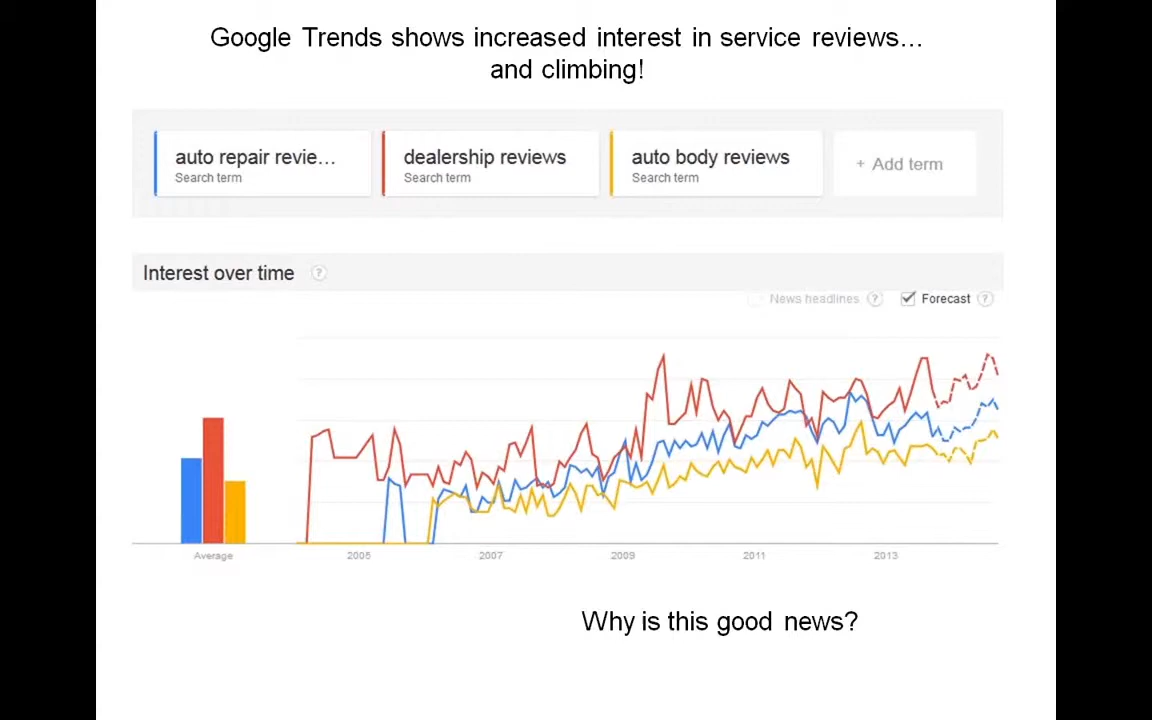 Google Trends shows increased interest in service reviews...
and climbing!
auto repair revie...
Search term
dealership reviews
Search term
auto body reviews
Search term
+ Add term
Interest over time ?
News headlines ? Forecast ?
Average 2005 2007 2009 2011 2013
Why is this good news?